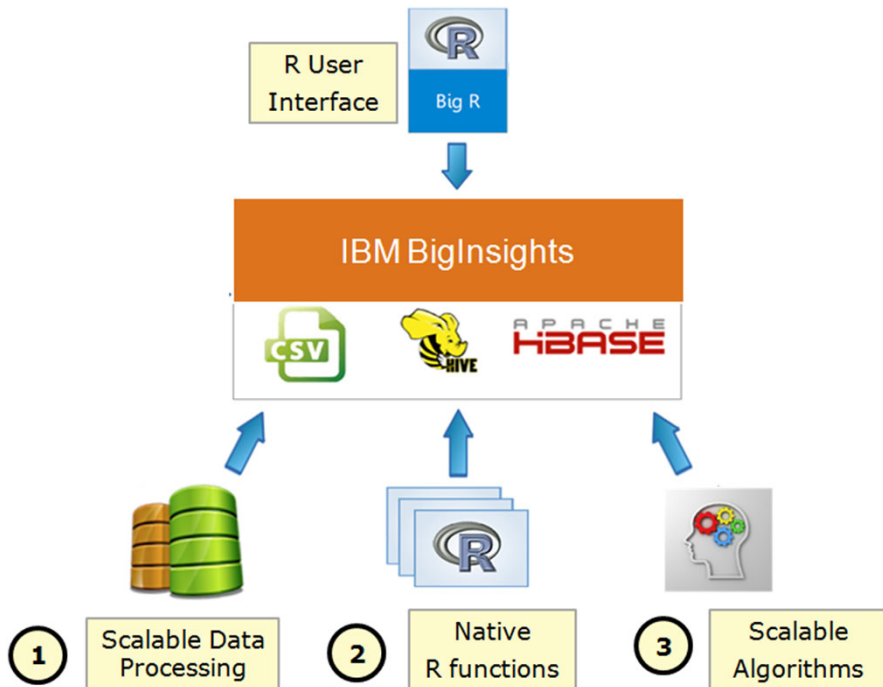 R User
Interface
R
Big R
IBM BigInsights
CSV
HIVE
APACHE
HBASE
R
1
Scalable Data
Processing
2
Native
R functions
3
Scalable
Algorithms